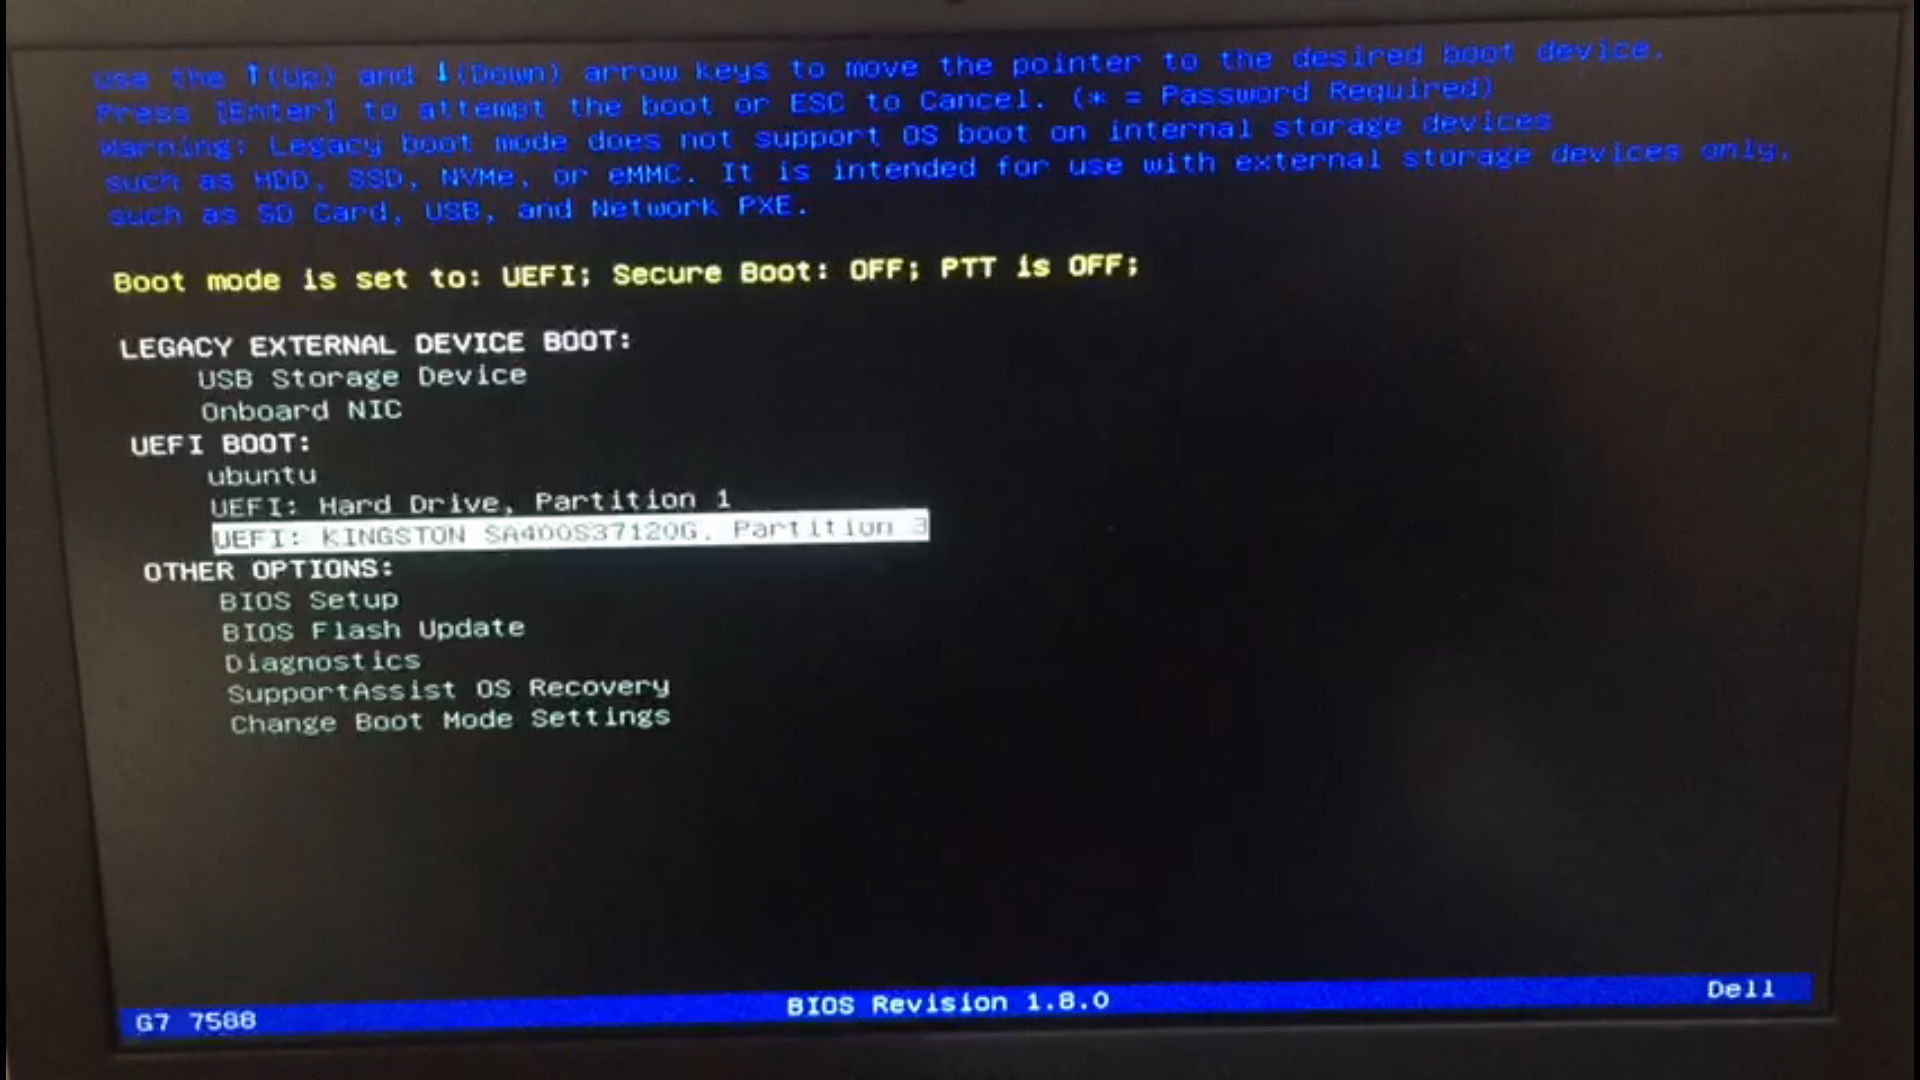 Use the ↑(Up) and ↓(Down) arrow keys to move the pointer to the desired boot device.
Press [Enter] to attempt the boot or ESC to Cancel. (* = Password Required)
Warning: Legacy boot mode does not support OS boot on internal storage devices
such as HDD, SSD, NVMe, or eMMC. It is intended for use with external storage devices only,
such as SD Card, USB, and Network PXE.
Boot mode is set to: UEFI; Secure Boot: OFF; PTT is OFF;
LEGACY EXTERNAL DEVICE BOOT:
USB Storage Device
Onboard NIC
UEFI BOOT:
ubuntu
UEFI: Hard Drive, Partition 1
UEFI: KINGSTON SA400S37120G, Partition 3
OTHER OPTIONS:
BIOS Setup
BIOS Flash Update
Diagnostics
SupportAssist OS Recovery
Change Boot Mode Settings
G7 7588
BIOS Revision 1.8.0
Dell